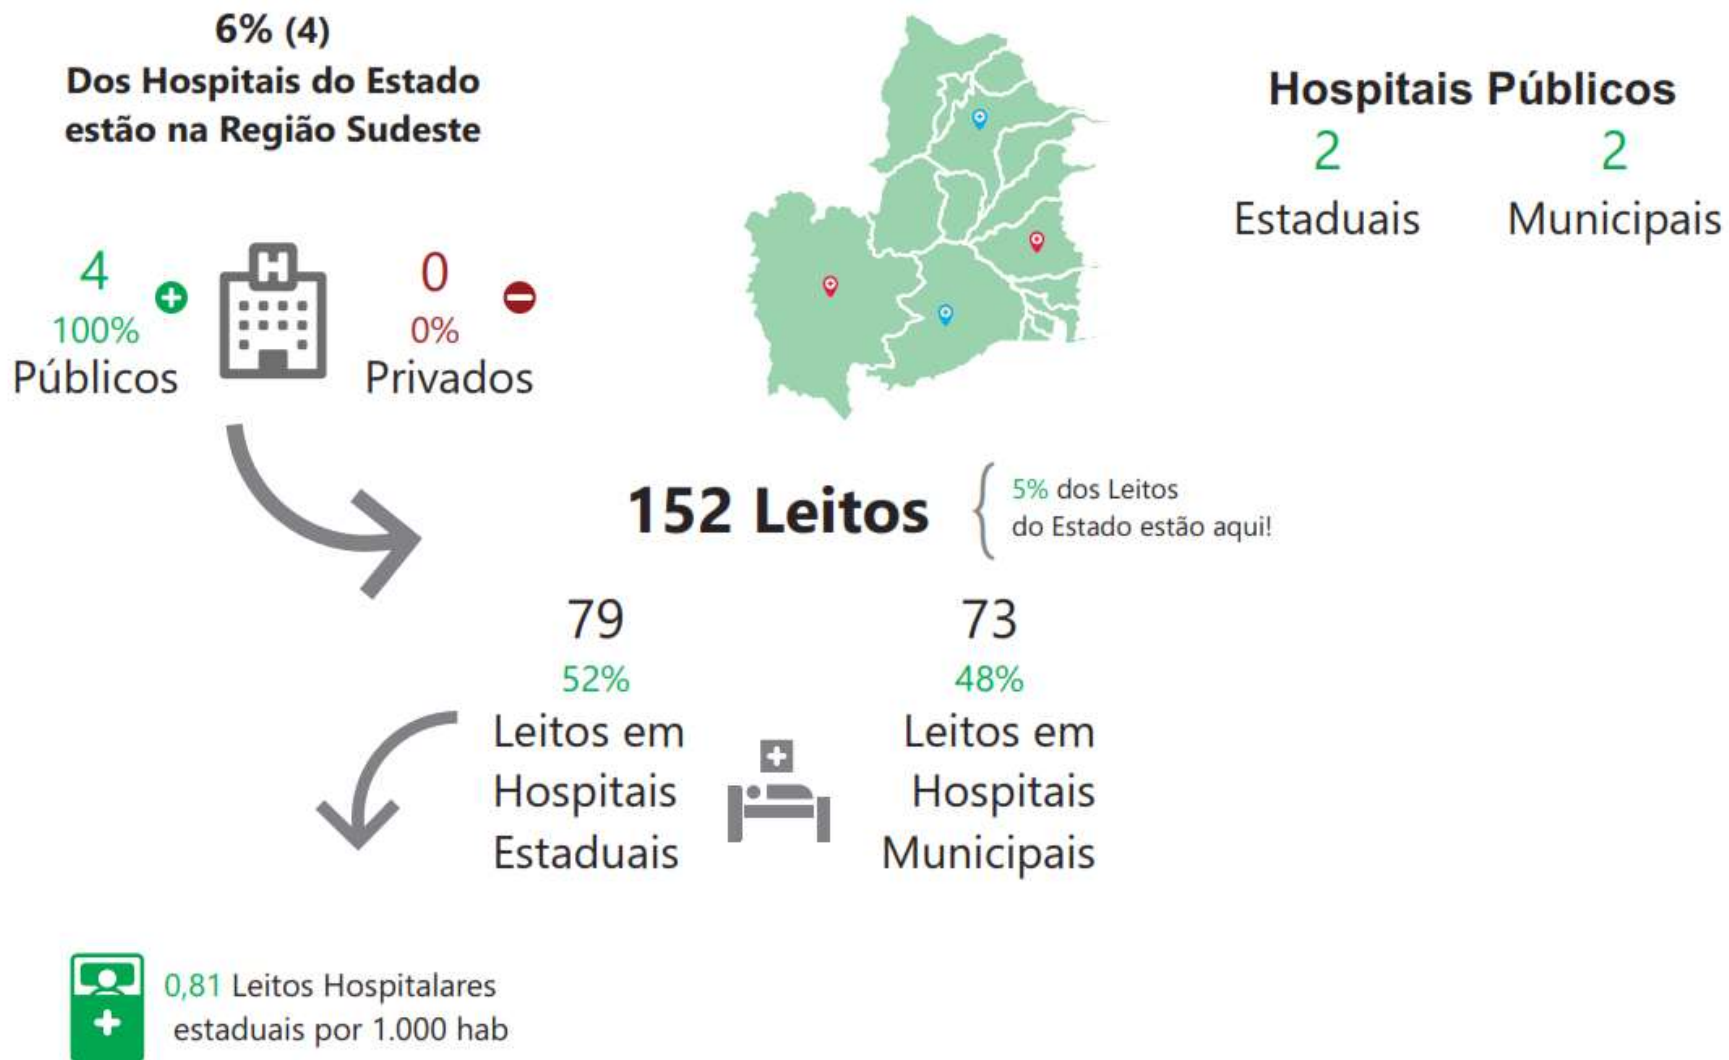 6% (4)
Dos Hospitais do Estado
estão na Região Sudeste
4
100%
Públicos
H
0
0%
Privados
Hospitais Públicos
2
Estaduais
2
Municipais
152 Leitos
5% dos Leitos
do Estado estão aqui!
79
52%
Leitos em
Hospitais
Estaduais
73
48%
Leitos em
Hospitais
Municipais
0,81 Leitos Hospitalares
estaduais por 1.000 hab